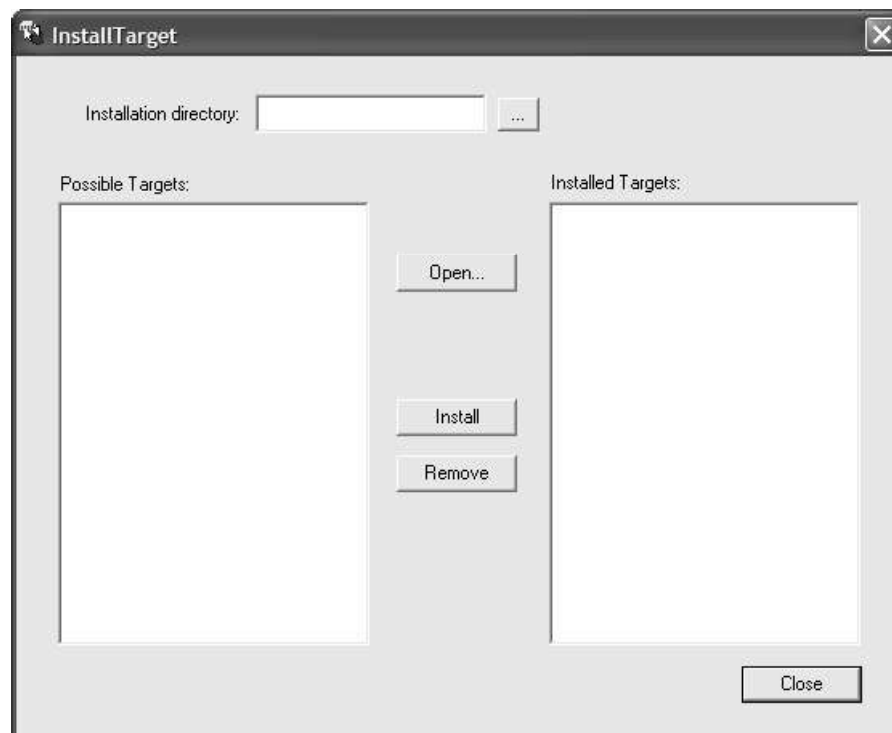 InstallTarget
Installation directory:
...
Possible Targets:
Installed Targets:
Open...
Install
Remove
Close